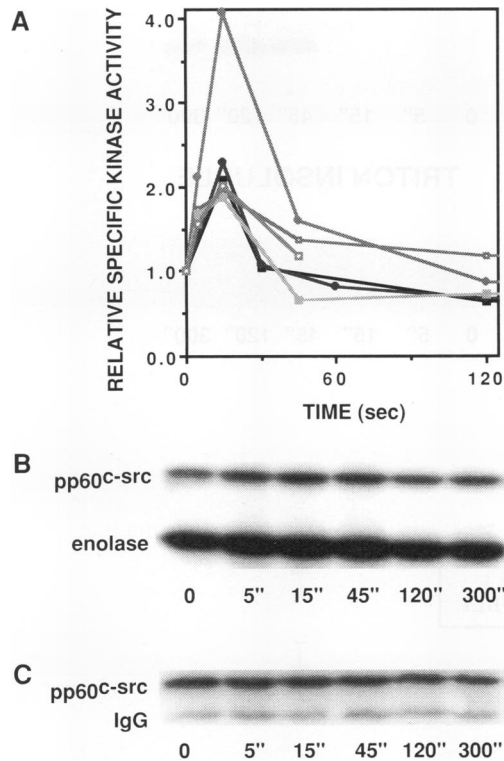 A
RELATIVE SPECIFIC KINASE ACTIVITY
4.0
3.0
2.0
1.0
0.0
0 60 120
TIME (sec)
B
pp60c-src
enolase
0 5" 15" 45" 120" 300"
C
pp60c-src
IgG
0 5" 15" 45" 120" 300"